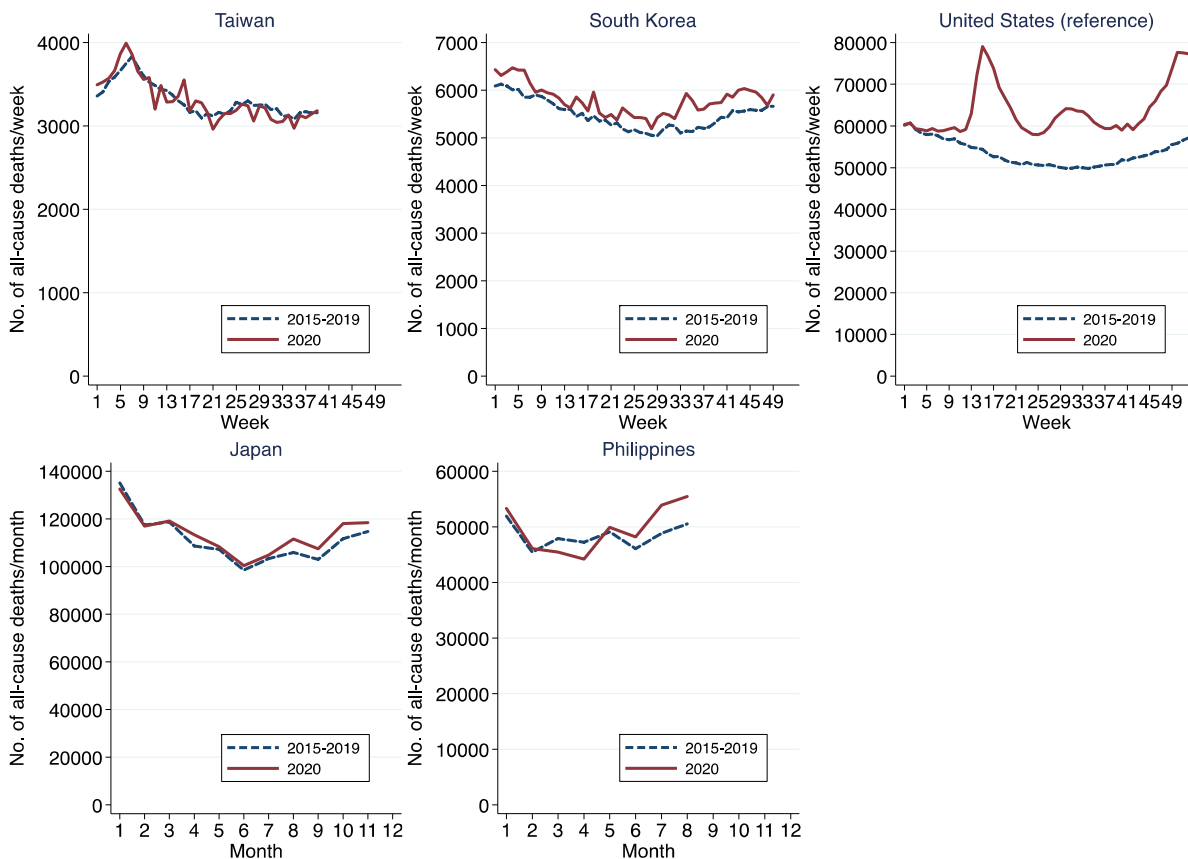 Taiwan
No. of all-cause deaths/week
4000
3000
2000
1000
0
2015-2019
2020
1 5 9 13 17 21 25 29 33 37 41 45 49
Week
South Korea
No. of all-cause deaths/week
7000
6000
5000
4000
3000
2000
1000
0
2015-2019
2020
1 5 9 13 17 21 25 29 33 37 41 45 49
Week
United States (reference)
No. of all-cause deaths/week
80000
70000
60000
50000
40000
30000
20000
10000
0
2015-2019
2020
1 5 9 13 17 21 25 29 33 37 41 45 49
Week
Japan
No. of all-cause deaths/month
140000
120000
100000
80000
60000
40000
20000
0
2015-2019
2020
1 2 3 4 5 6 7 8 9 10 11 12
Month
Philippines
No. of all-cause deaths/month
60000
50000
40000
30000
20000
10000
0
2015-2019
2020
1 2 3 4 5 6 7 8 9 10 11 12
Month